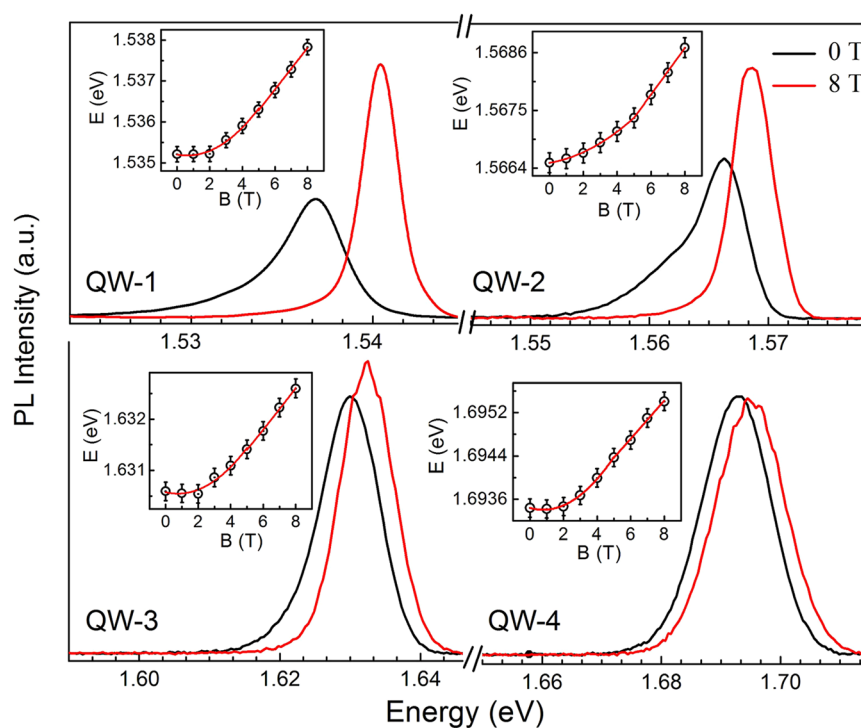 PL Intensity (a.u.)
E (eV)
1.538
1.537
1.536
1.535
0 2 4 6 8
B (T)
QW-1
1.53 1.54
E (eV)
1.5686
1.5675
1.5664
0 2 4 6 8
B (T)
0 T
8 T
QW-2
1.55 1.56 1.57
E (eV)
1.632
1.631
0 2 4 6 8
B (T)
QW-3
1.60 1.62 1.64
E (eV)
1.6952
1.6944
1.6936
0 2 4 6 8
B (T)
QW-4
1.66 1.68 1.70
Energy (eV)